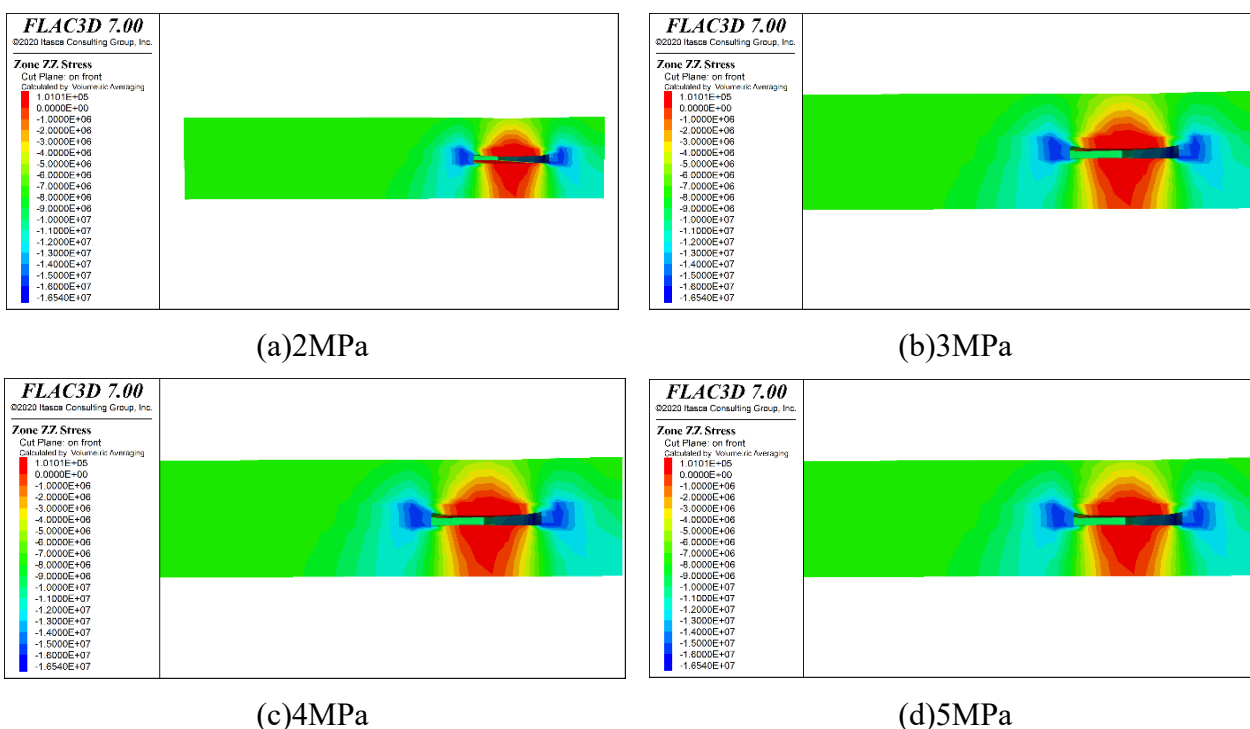 FLAC3D 7.00
©2020 Itasca Consulting Group, Inc.
Zone ZZ Stress
Cut Plane: on front
Calculated by Volumetric Averaging
1.0101E+05
0.0000E+00
-1.0000E+06
-2.0000E+06
-3.0000E+06
-4.0000E+06
-5.0000E+06
-6.0000E+06
-7.0000E+06
-8.0000E+06
-9.0000E+06
-1.0000E+07
-1.1000E+07
-1.2000E+07
-1.3000E+07
-1.4000E+07
-1.5000E+07
-1.6000E+07
-1.6540E+07
(a)2MPa
FLAC3D 7.00
©2020 Itasca Consulting Group, Inc.
Zone ZZ Stress
Cut Plane: on front
Calculated by Volumetric Averaging
1.0101E+05
0.0000E+00
-1.0000E+06
-2.0000E+06
-3.0000E+06
-4.0000E+06
-5.0000E+06
-6.0000E+06
-7.0000E+06
-8.0000E+06
-9.0000E+06
-1.0000E+07
-1.1000E+07
-1.2000E+07
-1.3000E+07
-1.4000E+07
-1.5000E+07
-1.6000E+07
-1.6540E+07
(b)3MPa
FLAC3D 7.00
©2020 Itasca Consulting Group, Inc.
Zone ZZ Stress
Cut Plane: on front
Calculated by Volumetric Averaging
1.0101E+05
0.0000E+00
-1.0000E+06
-2.0000E+06
-3.0000E+06
-4.0000E+06
-5.0000E+06
-6.0000E+06
-7.0000E+06
-8.0000E+06
-9.0000E+06
-1.0000E+07
-1.1000E+07
-1.2000E+07
-1.3000E+07
-1.4000E+07
-1.5000E+07
-1.6000E+07
-1.6540E+07
(c)4MPa
FLAC3D 7.00
©2020 Itasca Consulting Group, Inc.
Zone ZZ Stress
Cut Plane: on front
Calculated by Volumetric Averaging
1.0101E+05
0.0000E+00
-1.0000E+06
-2.0000E+06
-3.0000E+06
-4.0000E+06
-5.0000E+06
-6.0000E+06
-7.0000E+06
-8.0000E+06
-9.0000E+06
-1.0000E+07
-1.1000E+07
-1.2000E+07
-1.3000E+07
-1.4000E+07
-1.5000E+07
-1.6000E+07
-1.6540E+07
(d)5MPa